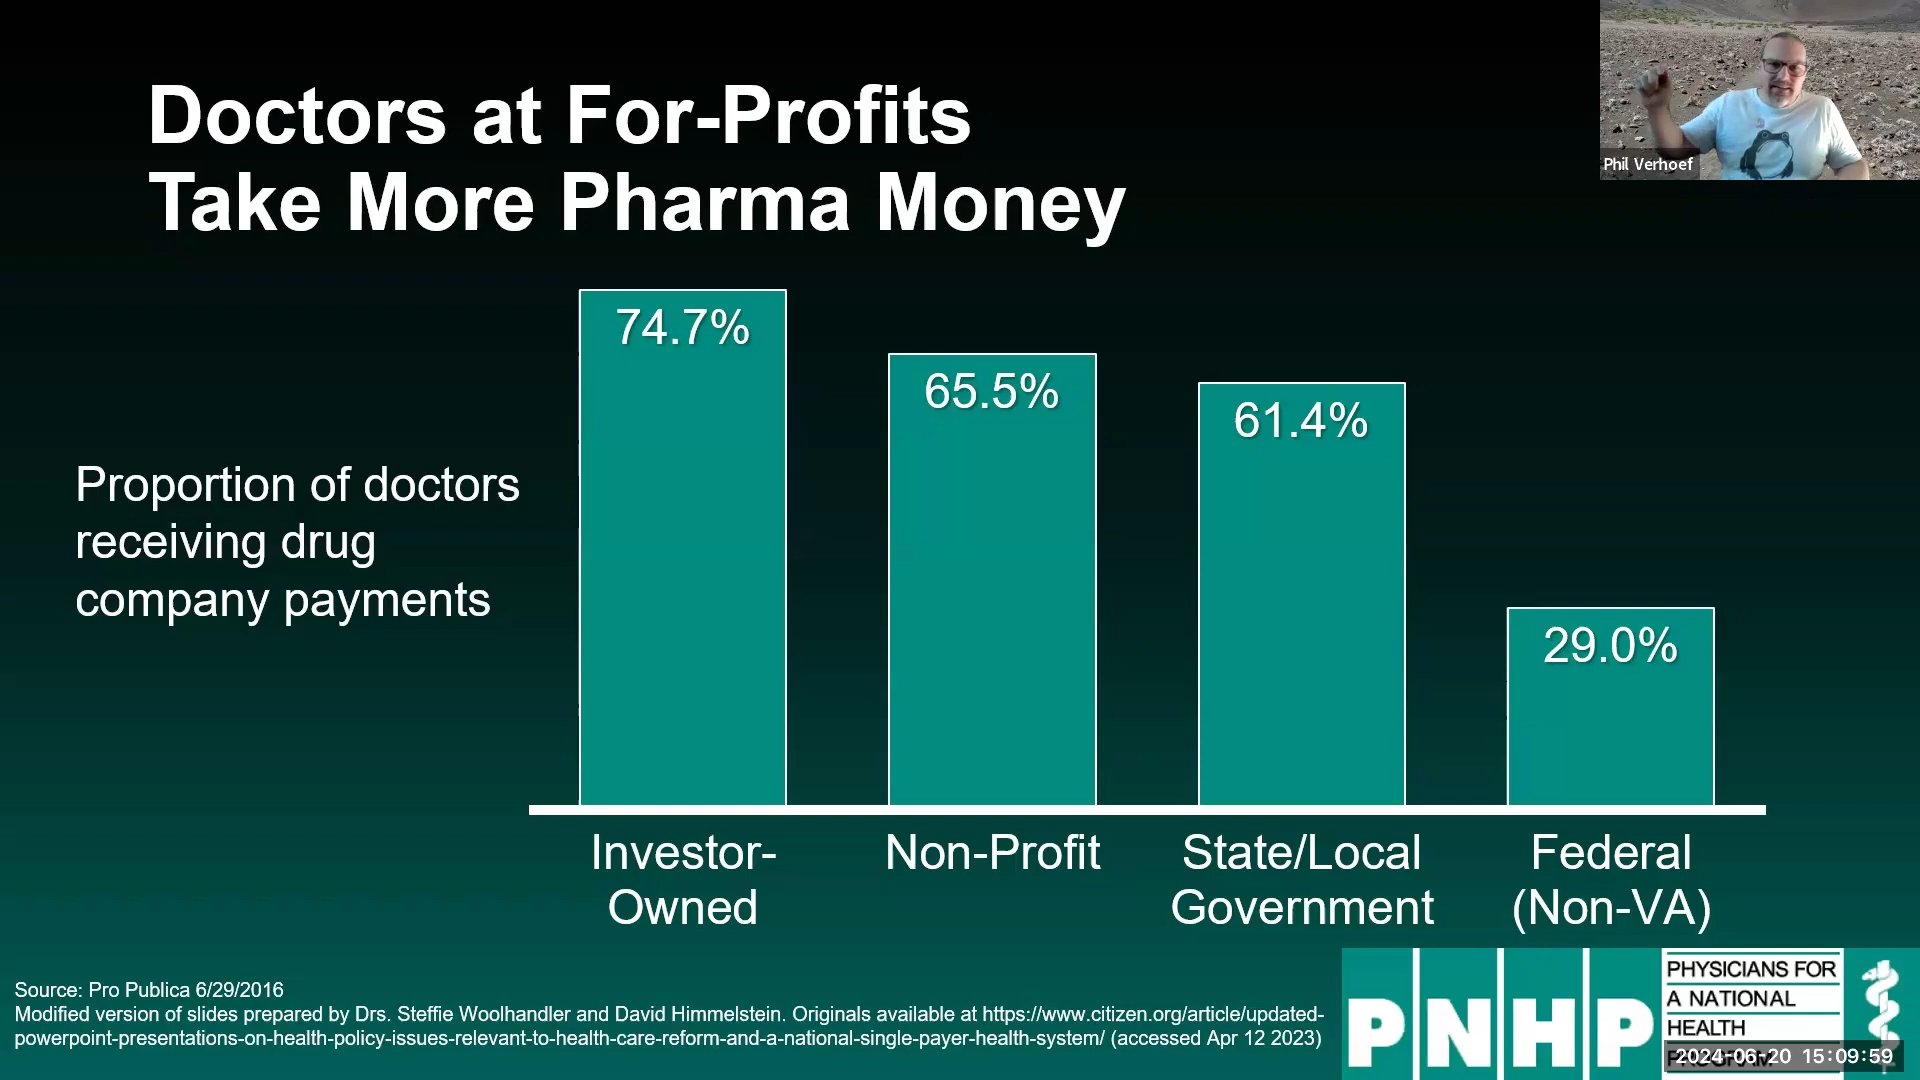 Doctors at For-Profits
Take More Pharma Money
Phil Verhoef
74.7%
65.5%
61.4%
29.0%
Proportion of doctors
receiving drug
company payments
Investor-
Owned
Non-Profit
State/Local
Government
Federal
(Non-VA)
Source: Pro Publica 6/29/2016
Modified version of slides prepared by Drs. Steffie Woolhandler and David Himmelstein. Originals available at https://www.citizen.org/article/updated-
powerpoint-presentations-on-health-policy-issues-relevant-to-health-care-reform-and-a-national-single-payer-health-system/ (accessed Apr 12 2023)
PNHP
PHYSICIANS FOR
A NATIONAL
HEALTH
PROGRAM
2024-06-20 15:09:59